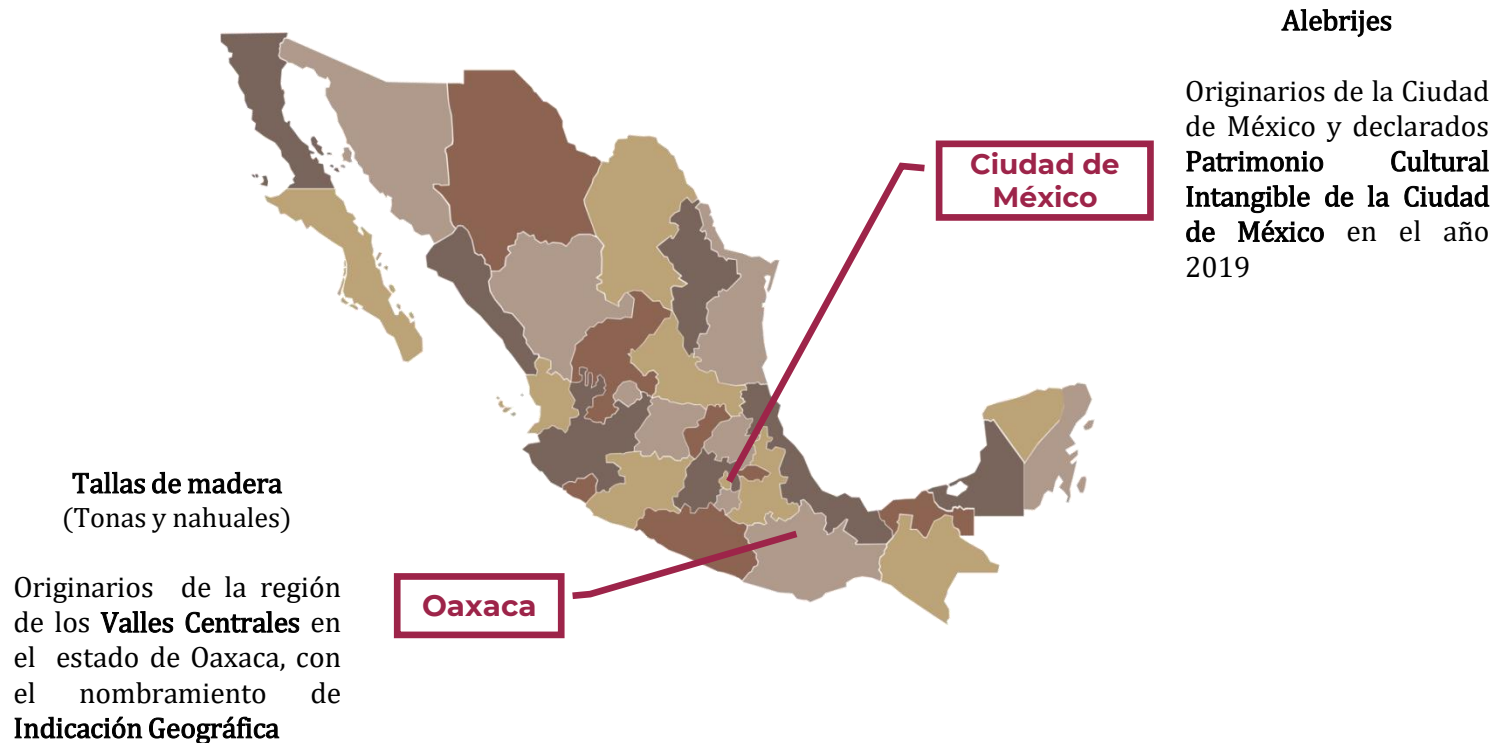 Alebrijes
Originarios de la Ciudad
de México y declarados
Patrimonio Cultural
Intangible de la Ciudad
de México en el año
2019
Ciudad de
México
Tallas de madera
(Tonas y nahuales)
Originarios de la región
de los Valles Centrales en
el estado de Oaxaca, con
el nombramiento de
Indicación Geográfica
Oaxaca